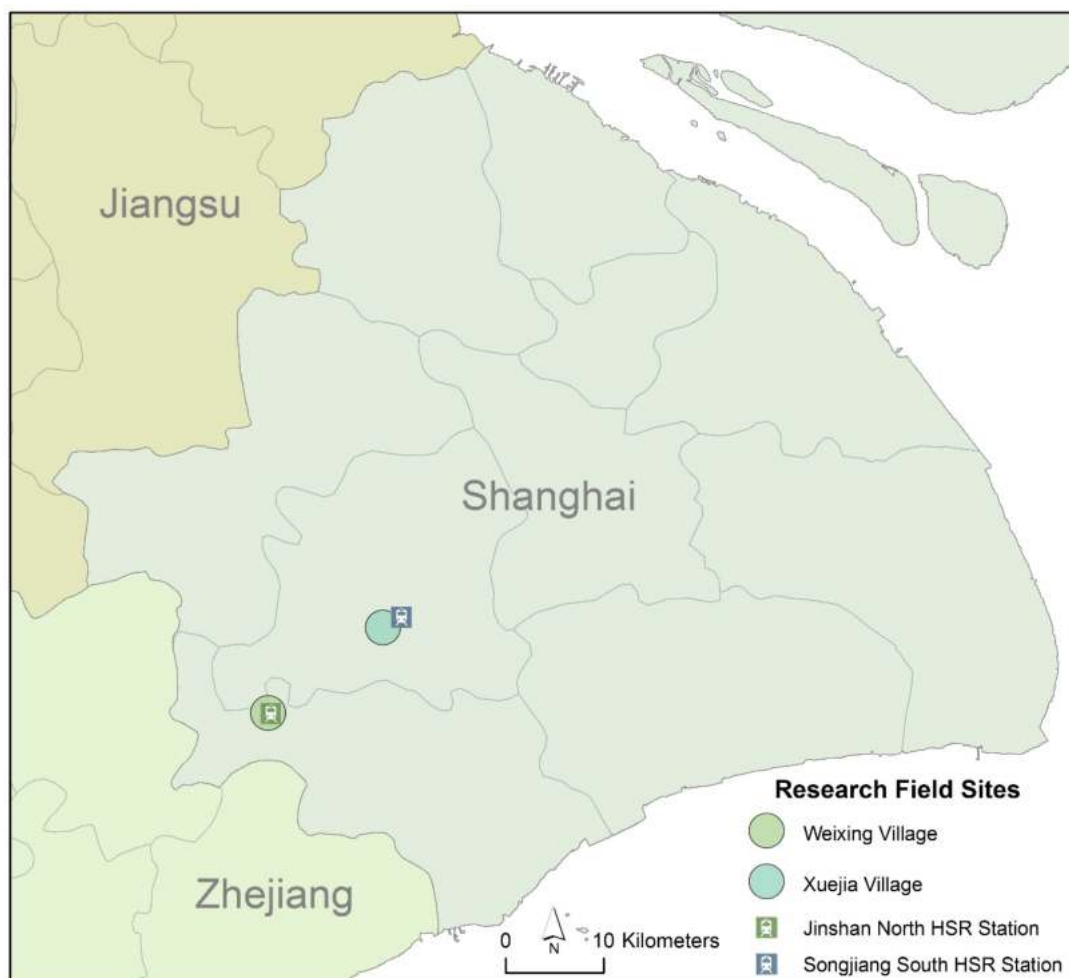 Jiangsu
Shanghai
Zhejiang
Research Field Sites
Weixing Village
Xuejia Village
Jinshan North HSR Station
Songjiang South HSR Station
0 10 Kilometers
N